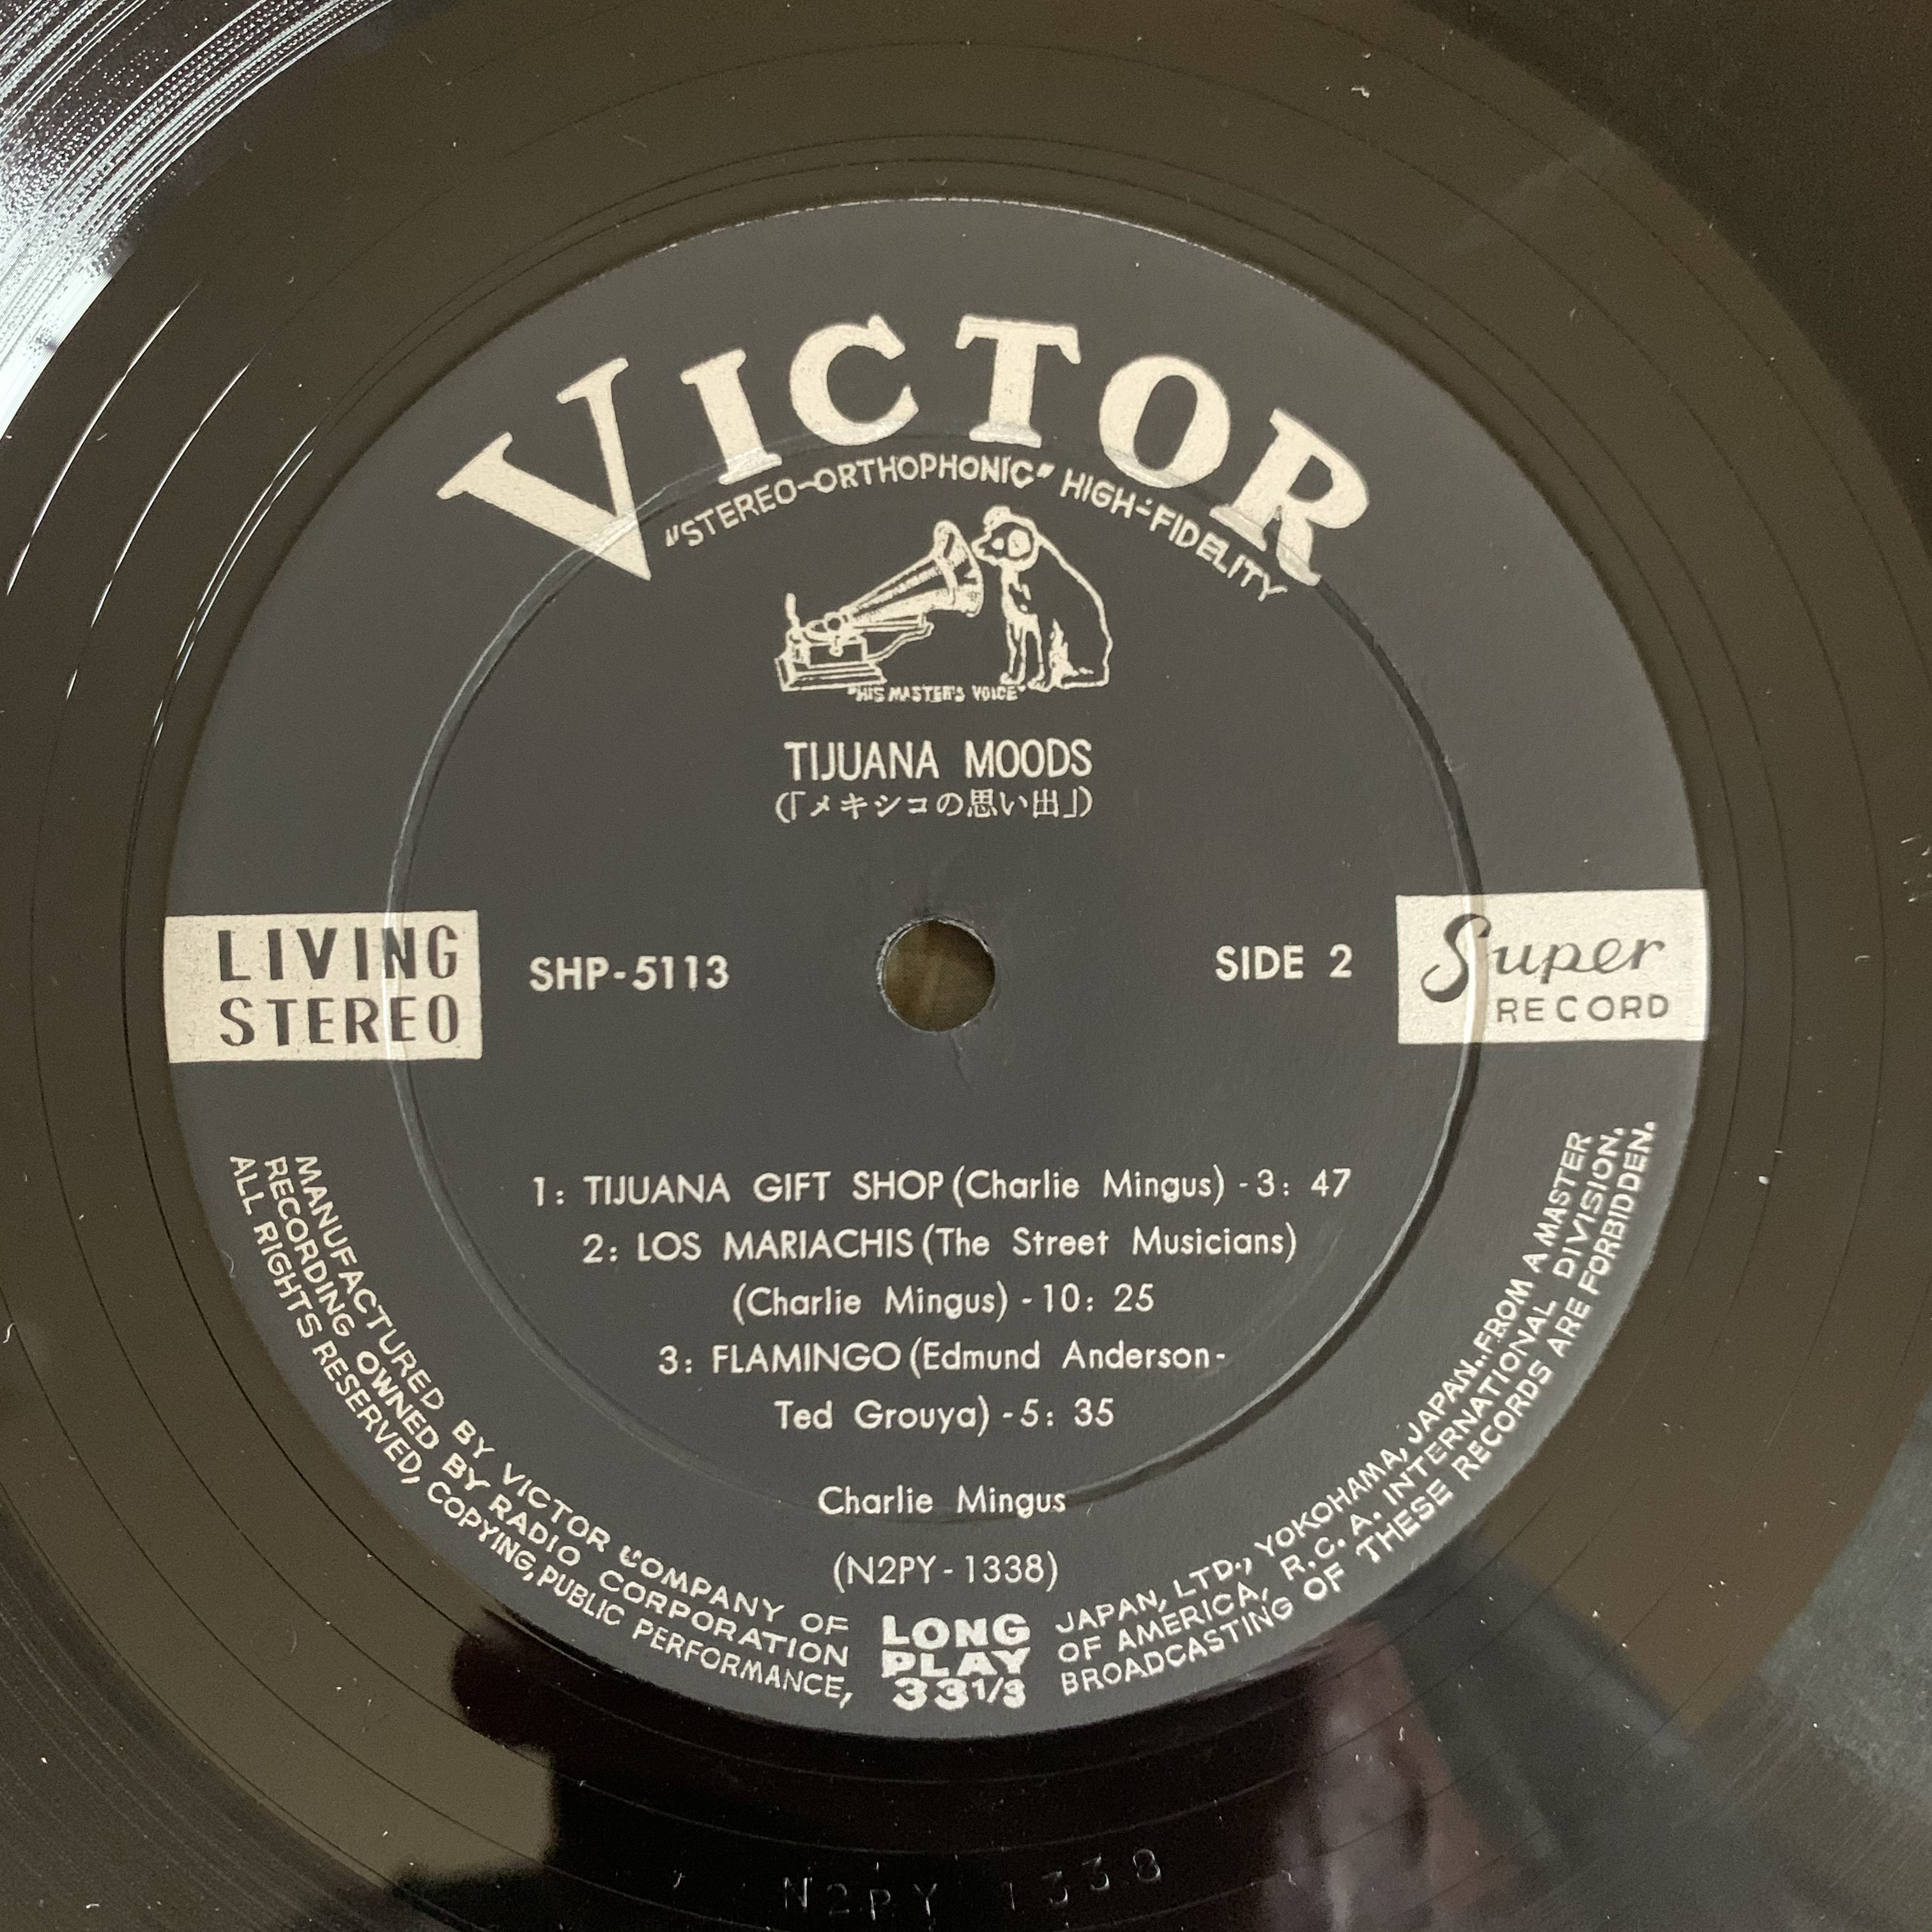 VICTOR
"STEREO-ORTHOPHONIC" HIGH-FIDELITY
"HIS MASTER'S VOICE"
TIJUANA MOODS
(「メキシコの思い出」)
LIVING
STEREO
SHP-5113
SIDE 2
Super
RECORD
1: TIJUANA GIFT SHOP (Charlie Mingus) - 3: 47
2: LOS MARIACHIS (The Street Musicians)
(Charlie Mingus) - 10: 25
3: FLAMINGO (Edmund Anderson-
Ted Grouya) - 5: 35
Charlie Mingus
(N2PY-1338)
LONG
PLAY
33 1/3
MANUFACTURED BY VICTOR COMPANY OF JAPAN, LTD., YOKOHAMA, JAPAN. FROM A MASTER
RECORDING OWNED BY RADIO CORPORATION OF AMERICA, R.C.A. INTERNATIONAL DIVISION.
ALL RIGHTS RESERVED, COPYING, PUBLIC PERFORMANCE, BROADCASTING OF THESE RECORDS ARE FORBIDDEN.
N2PY 1338